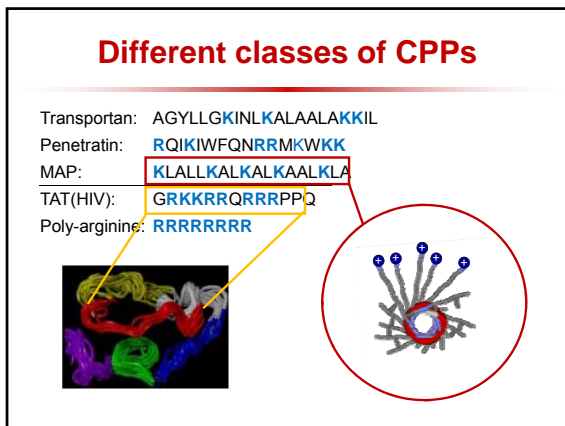 Different classes of CPPs
Transportan: AGYLLGKINLKALAALAKKIL
Penetratin: RQIKIWFQNRRMKWKK
MAP: KLALLKALKALKAALKLA
TAT(HIV): GRKKRRQRRRPPQ
Poly-arginine: RRRRRRRR
+ + + + +